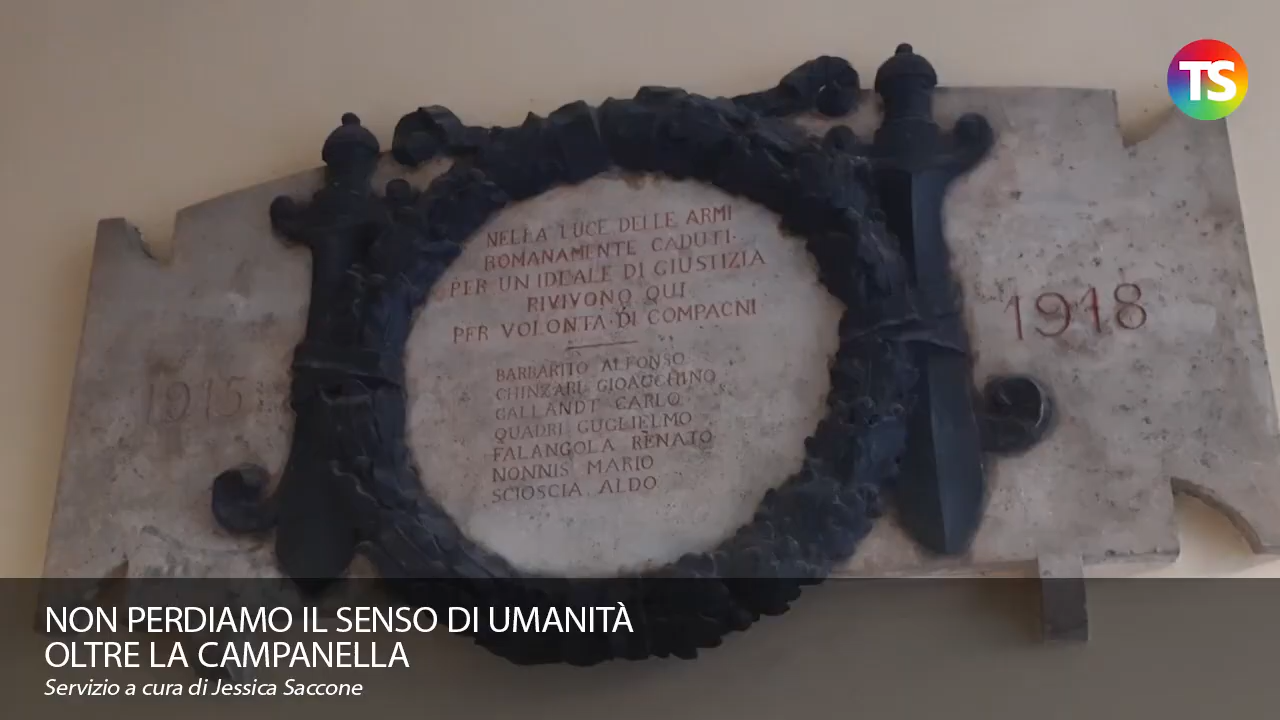 TS
NELLA LUCE DELLE ARMI
ROMANAMENTE CADUTI
PER UN IDEALE DI GIUSTIZIA
RIVIVONO QUI
PER VOLONTA DI COMPAGNI
1915
1918
BARBARITO ALFONSO
CHINZARI GIOACCHINO
GALLANDT CARLO
QUADRI GUGLIELMO
FALANGOLA RENATO
NONNIS MARIO
SCIOSCIA ALDO
NON PERDIAMO IL SENSO DI UMANITÀ
OLTRE LA CAMPANELLA
Servizio a cura di Jessica Saccone